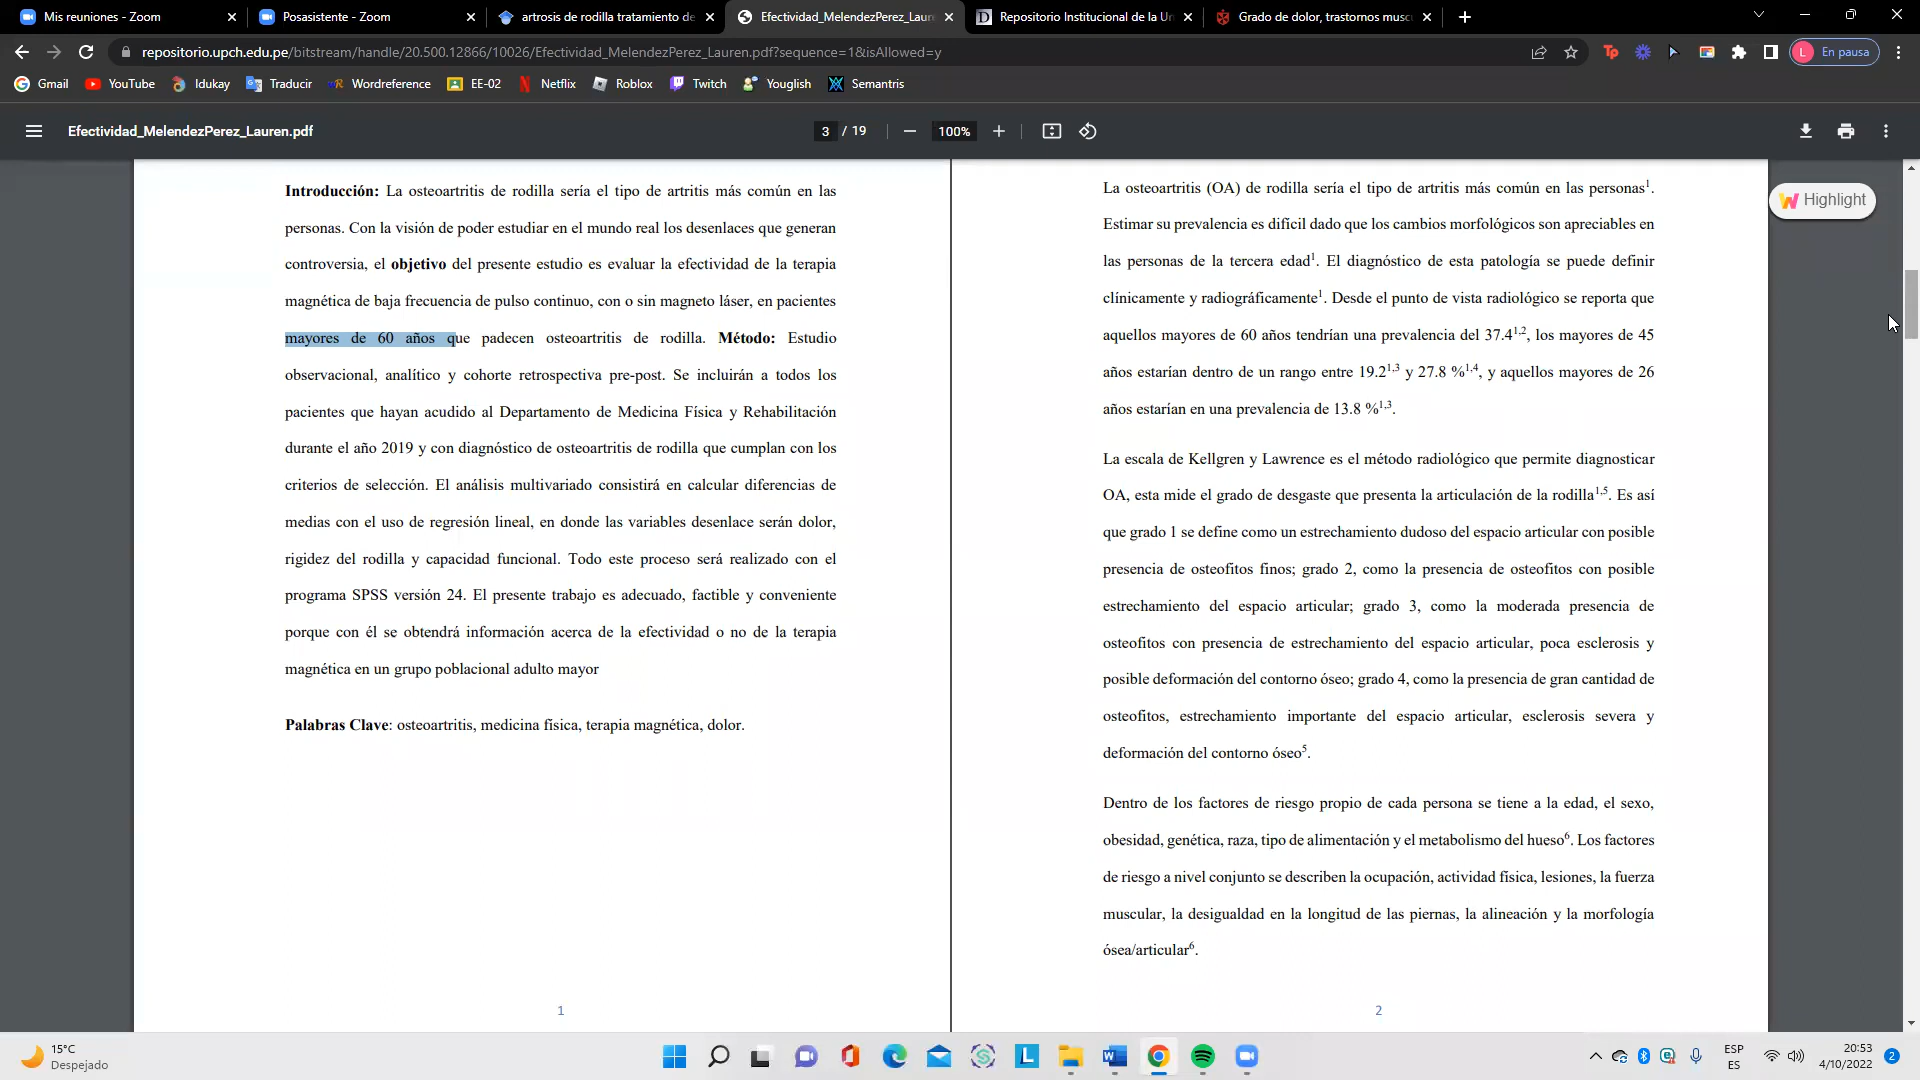 Mis reuniones - Zoom
Posasistente - Zoom
artrosis de rodilla tratamiento de
Efectividad_MelendezPerez_Laur
Repositorio Institucional de la Un
Grado de dolor, trastornos musc
repositorio.upch.edu.pe/bitstream/handle/20.500.12866/10026/Efectividad_MelendezPerez_Lauren.pdf?sequence=1&isAllowed=y
L En pausa
Gmail YouTube Idukay Traducir Wordreference EE-02 Netflix Roblox Twitch Youglish Semantris
Efectividad_MelendezPerez_Lauren.pdf
3 / 19
100%
Introducción: La osteoartritis de rodilla sería el tipo de artritis más común en las
personas. Con la visión de poder estudiar en el mundo real los desenlaces que generan
controversia, el objetivo del presente estudio es evaluar la efectividad de la terapia
magnética de baja frecuencia de pulso continuo, con o sin magneto láser, en pacientes
mayores de 60 años que padecen osteoartritis de rodilla. Método: Estudio
observacional, analítico y cohorte retrospectiva pre-post. Se incluirán a todos los
pacientes que hayan acudido al Departamento de Medicina Física y Rehabilitación
durante el año 2019 y con diagnóstico de osteoartritis de rodilla que cumplan con los
criterios de selección. El análisis multivariado consistirá en calcular diferencias de
medias con el uso de regresión lineal, en donde las variables desenlace serán dolor,
rigidez del rodilla y capacidad funcional. Todo este proceso será realizado con el
programa SPSS versión 24. El presente trabajo es adecuado, factible y conveniente
porque con él se obtendrá información acerca de la efectividad o no de la terapia
magnética en un grupo poblacional adulto mayor
Palabras Clave: osteoartritis, medicina física, terapia magnética, dolor.
1
La osteoartritis (OA) de rodilla sería el tipo de artritis más común en las personas1.
Estimar su prevalencia es difícil dado que los cambios morfológicos son apreciables en
las personas de la tercera edad1. El diagnóstico de esta patología se puede definir
clínicamente y radiográficamente1. Desde el punto de vista radiológico se reporta que
aquellos mayores de 60 años tendrían una prevalencia del 37.41,2, los mayores de 45
años estarían dentro de un rango entre 19.21,3 y 27.8 %1,4, y aquellos mayores de 26
años estarían en una prevalencia de 13.8 %1,3.
La escala de Kellgren y Lawrence es el método radiológico que permite diagnosticar
OA, esta mide el grado de desgaste que presenta la articulación de la rodilla1,5. Es así
que grado 1 se define como un estrechamiento dudoso del espacio articular con posible
presencia de osteofitos finos; grado 2, como la presencia de osteofitos con posible
estrechamiento del espacio articular; grado 3, como la moderada presencia de
osteofitos con presencia de estrechamiento del espacio articular, poca esclerosis y
posible deformación del contorno óseo; grado 4, como la presencia de gran cantidad de
osteofitos, estrechamiento importante del espacio articular, esclerosis severa y
deformación del contorno óseo5.
Dentro de los factores de riesgo propio de cada persona se tiene a la edad, el sexo,
obesidad, genética, raza, tipo de alimentación y el metabolismo del hueso6. Los factores
de riesgo a nivel conjunto se describen la ocupación, actividad física, lesiones, la fuerza
muscular, la desigualdad en la longitud de las piernas, la alineación y la morfología
ósea/articular6.
2
Highlight
15°C
Despejado
ESP
ES
20:53
4/10/2022
2